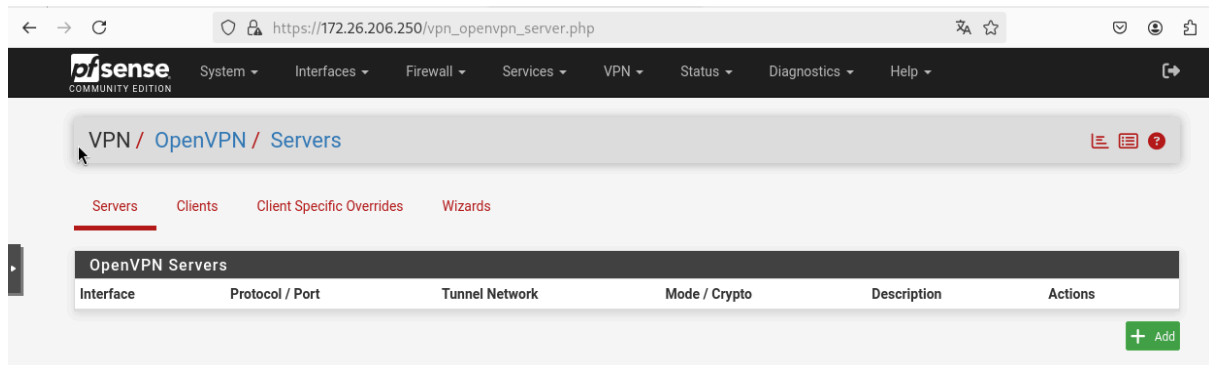 https://172.26.206.250/vpn_openvpn_server.php
pfsense System Interfaces Firewall Services VPN Status Diagnostics Help
COMMUNITY EDITION
VPN / OpenVPN / Servers
Servers Clients Client Specific Overrides Wizards
OpenVPN Servers
Interface Protocol / Port Tunnel Network Mode / Crypto Description Actions
+ Add